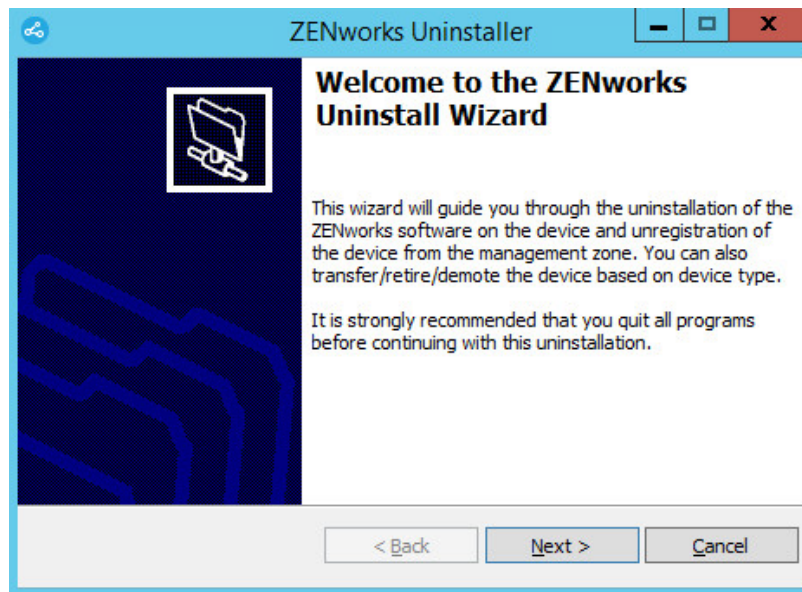 ZENworks Uninstaller
Welcome to the ZENworks
Uninstall Wizard
This wizard will guide you through the uninstallation of the
ZENworks software on the device and unregistration of
the device from the management zone. You can also
transfer/retire/demote the device based on device type.
It is strongly recommended that you quit all programs
before continuing with this uninstallation.
< Back
Next >
Cancel